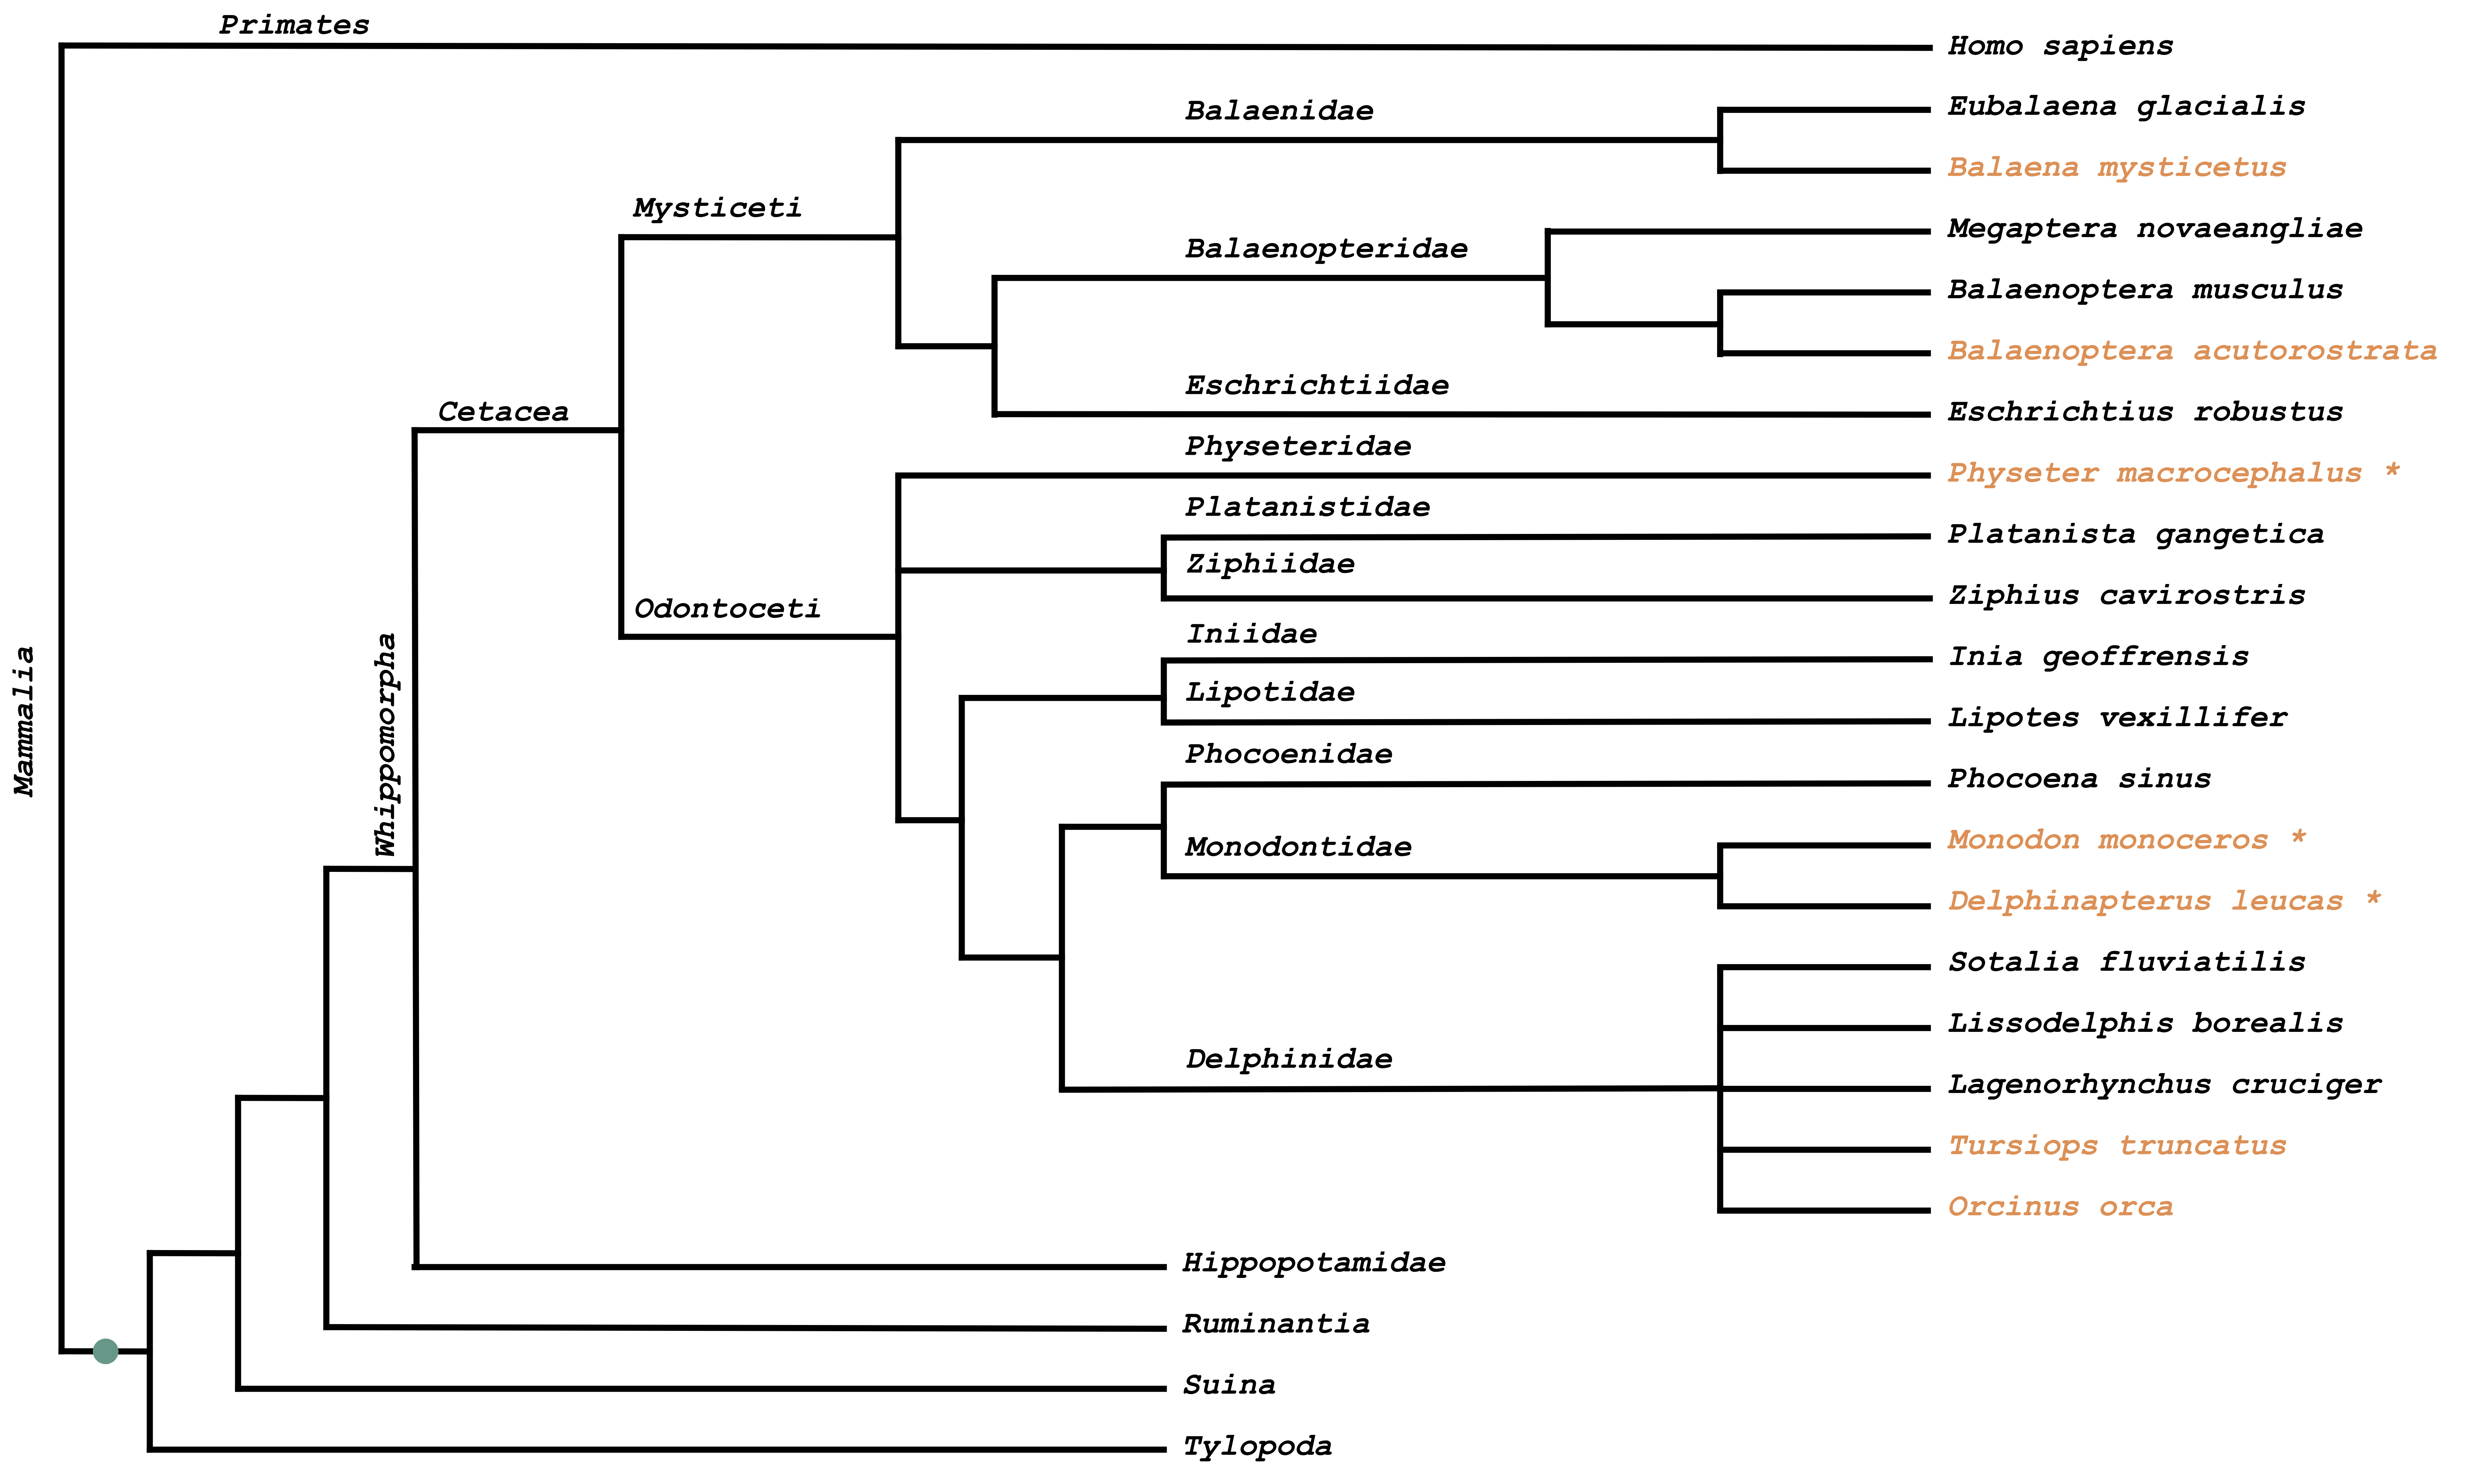 Primates
Homo sapiens
Balaenidae
Eubalaena glacialis
Balaena mysticetus
Mysticeti
Megaptera novaeangliae
Balaenopteridae
Balaenoptera musculus
Balaenoptera acutorostrata
Eschrichtiidae
Cetacea
Eschrichtius robustus
Physeteridae
Physeter macrocephalus *
Platanistidae
Platanista gangetica
Ziphiidae
Ziphius cavirostris
Odontoceti
Iniidae
Inia geoffrensis
Lipotidae
Lipotes vexillifer
Mammalia
Whippomorpha
Phocoenidae
Phocoena sinus
Monodontidae
Monodon monoceros *
Delphinapterus leucas *
Sotalia fluviatilis
Lissodelphis borealis
Delphinidae
Lagenorhynchus cruciger
Tursiops truncatus
Orcinus orca
Hippopotamidae
Ruminantia
Suina
Tylopoda